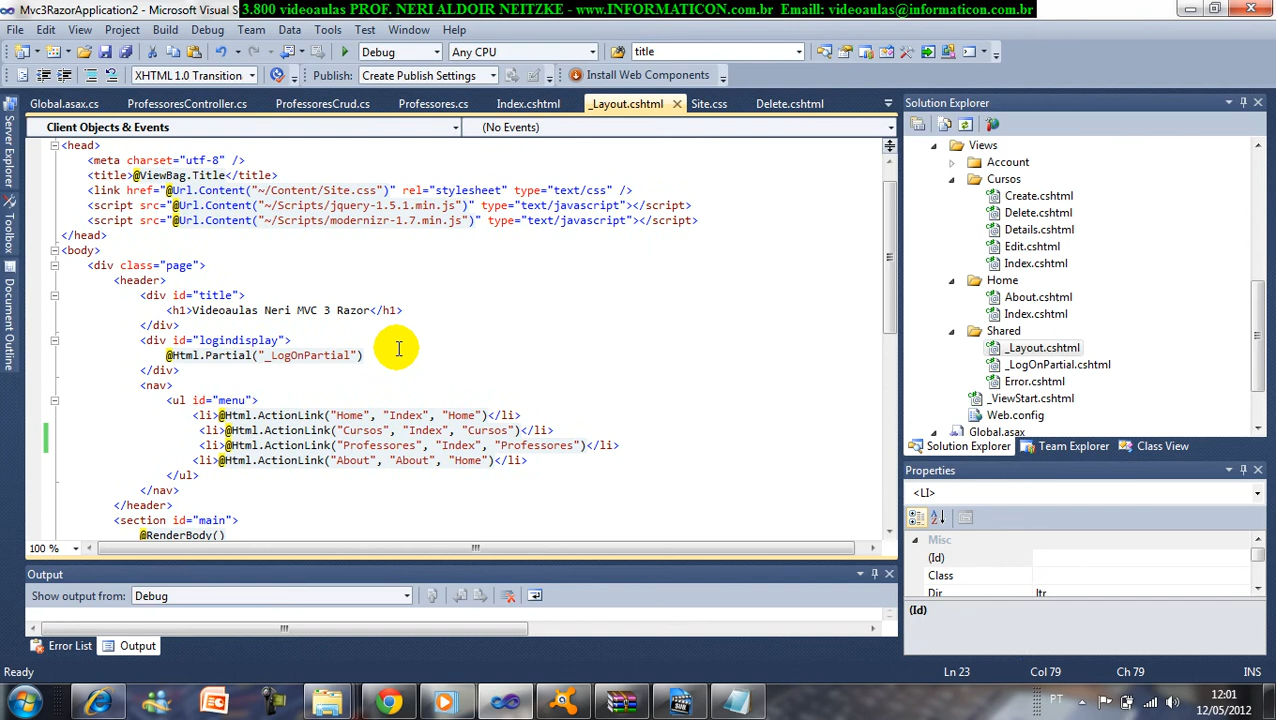 Mvc3RazorApplication2 - Microsoft Visual S
3.800 videoaulas PROF. NERI ALDOIR NEITZKE - www.INFORMATICON.com.br Email: videoaulas@informaticon.com.br
File Edit View Project Build Debug Team Data Tools Test Window Help
Debug Any CPU title
XHTML 1.0 Transition Publish: Create Publish Settings Install Web Components
Global.asax.cs ProfessoresController.cs ProfessoresCrud.cs Professores.cs Index.cshtml _Layout.cshtml Site.css Delete.cshtml
Client Objects & Events (No Events)
<head>
<meta charset="utf-8" />
<title>@ViewBag.Title</title>
<link href="@Url.Content("~/Content/Site.css")" rel="stylesheet" type="text/css" />
<script src="@Url.Content("~/Scripts/jquery-1.5.1.min.js")" type="text/javascript"></script>
<script src="@Url.Content("~/Scripts/modernizr-1.7.min.js")" type="text/javascript"></script>
</head>
<body>
<div class="page">
<header>
<div id="title">
<h1>Videoaulas Neri MVC 3 Razor</h1>
</div>
<div id="logindisplay">
@Html.Partial("_LogOnPartial")
</div>
<nav>
<ul id="menu">
<li>@Html.ActionLink("Home", "Index", "Home")</li>
<li>@Html.ActionLink("Cursos", "Index", "Cursos")</li>
<li>@Html.ActionLink("Professores", "Index", "Professores")</li>
<li>@Html.ActionLink("About", "About", "Home")</li>
</ul>
</nav>
</header>
<section id="main">
@RenderBody()
100 %
Output
Show output from: Debug
Error List Output
Server Explorer
Toolbox
Document Outline
Solution Explorer
Views
Account
Cursos
Create.cshtml
Delete.cshtml
Details.cshtml
Edit.cshtml
Index.cshtml
Home
About.cshtml
Index.cshtml
Shared
_Layout.cshtml
_LogOnPartial.cshtml
Error.cshtml
_ViewStart.cshtml
Web.config
Global.asax
Solution Explorer Team Explorer Class View
Properties
<LI>
Misc
(Id)
Class
Dir ltr
(Id)
Ready Ln 23 Col 79 Ch 79 INS
PT 12:01
12/05/2012